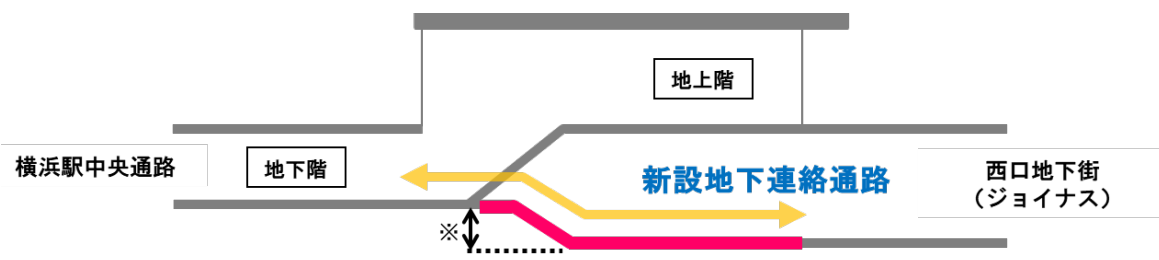 地上階
横浜駅中央通路
地下階
新設地下連絡通路
西口地下街
（ジョイナス）
※